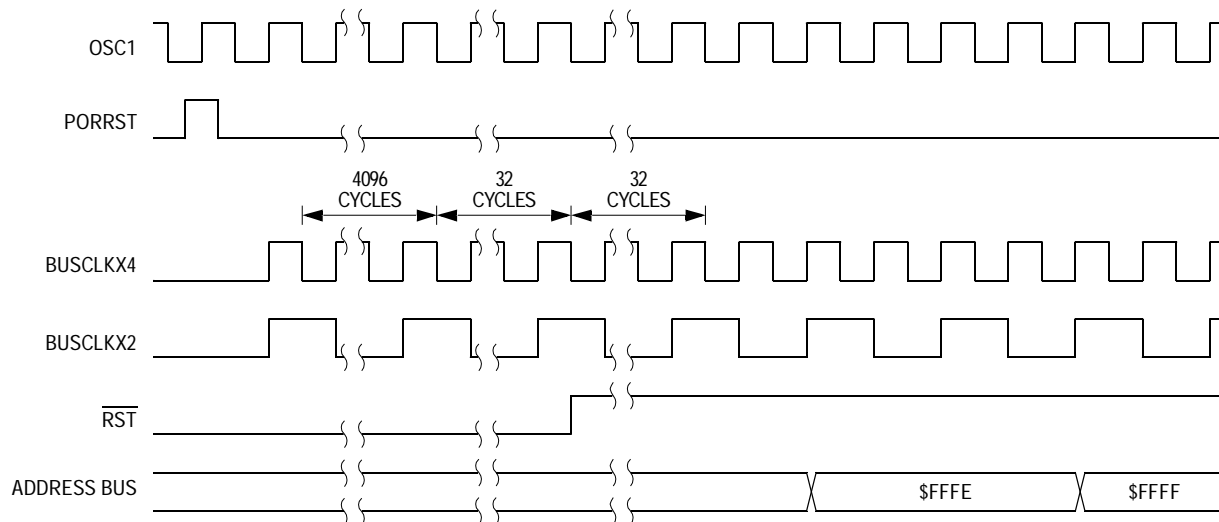 OSC1
PORRST
4096
CYCLES
32
CYCLES
32
CYCLES
BUSCLKX4
BUSCLKX2
RST
ADDRESS BUS
$FFFE
$FFFF